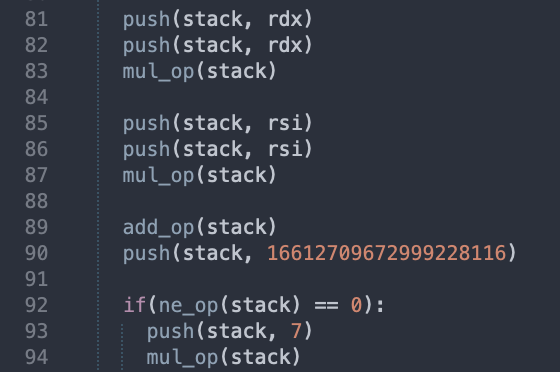 81 push(stack, rdx)
82 push(stack, rdx)
83 mul_op(stack)
84
85 push(stack, rsi)
86 push(stack, rsi)
87 mul_op(stack)
88
89 add_op(stack)
90 push(stack, 16612709672999228116)
91
92 if(ne_op(stack) == 0):
93 push(stack, 7)
94 mul_op(stack)